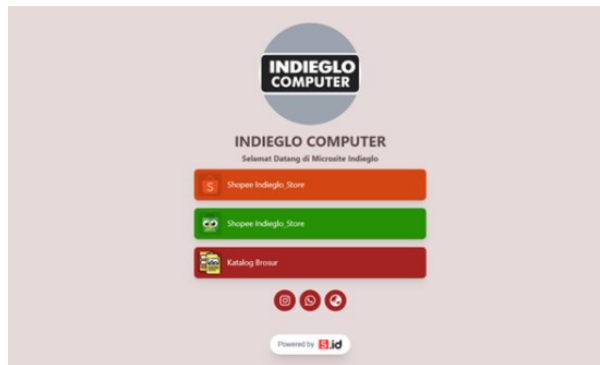 INDIEGLO
COMPUTER
INDIEGLO COMPUTER
Selamat Datang di Microsite Indieglo
Shopee Indieglo_Store
Shopee Indieglo_Store
Katalog Brosur
Powered by S.id